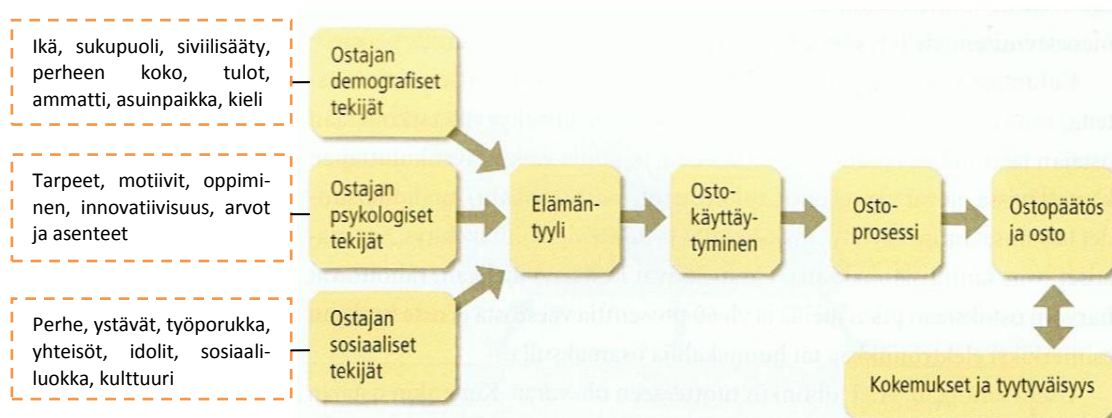 Ikä, sukupuoli, siviilisääty,
perheen koko, tulot,
ammatti, asuinpaikka, kieli
Ostajan
demografiset
tekijät
Tarpeet, motiivit, oppimi-
nen, innovatiivisuus, arvot
ja asenteet
Ostajan
psykologiset
tekijät
Elämän-
tyyli
Osto-
käyttäy-
tyminen
Osto-
prosessi
Ostopäätös
ja osto
Perhe, ystävät, työporukka,
yhteisöt, idolit, sosiaali-
luokka, kulttuuri
Ostajan
sosiaaliset
tekijät
Kokemukset ja tyytyväisyys